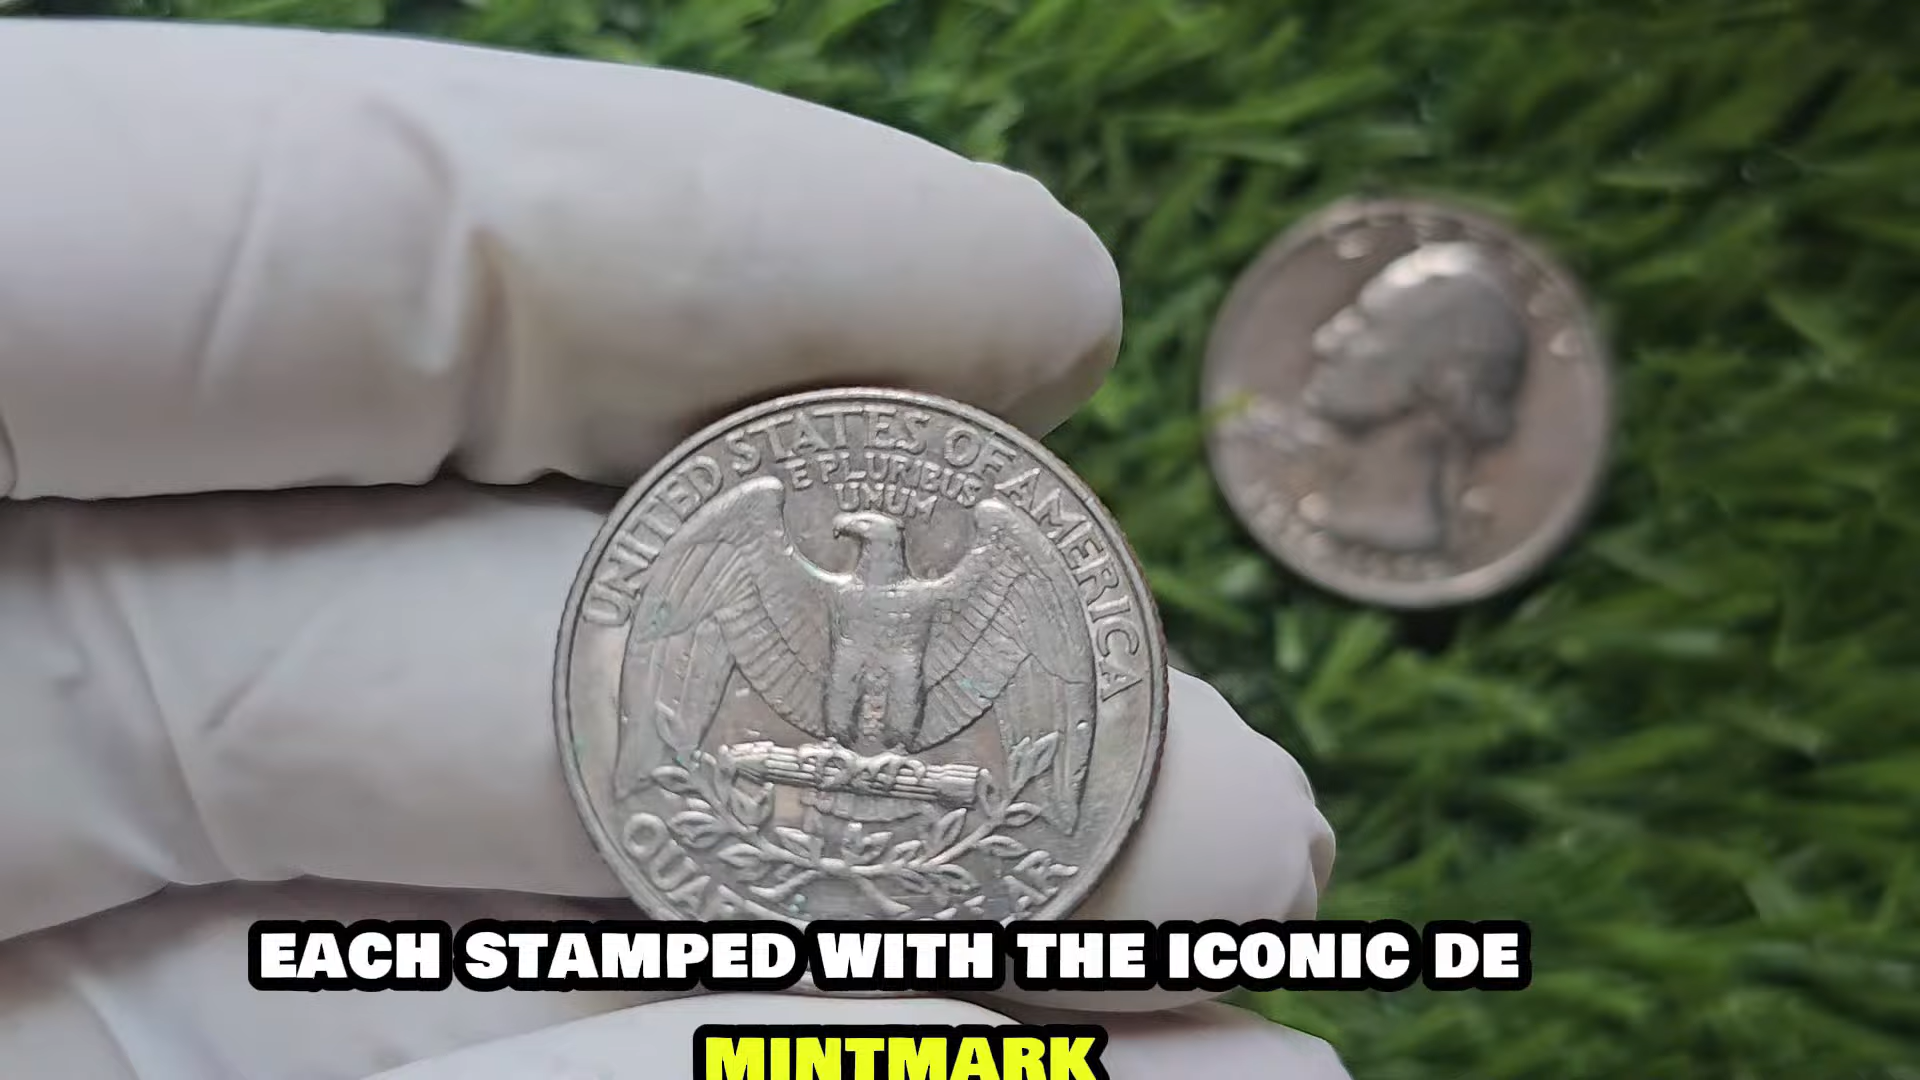 UNITED STATES OF AMERICA
E PLURIBUS
UNUM
EACH STAMPED WITH THE ICONIC DE
MINTMARK